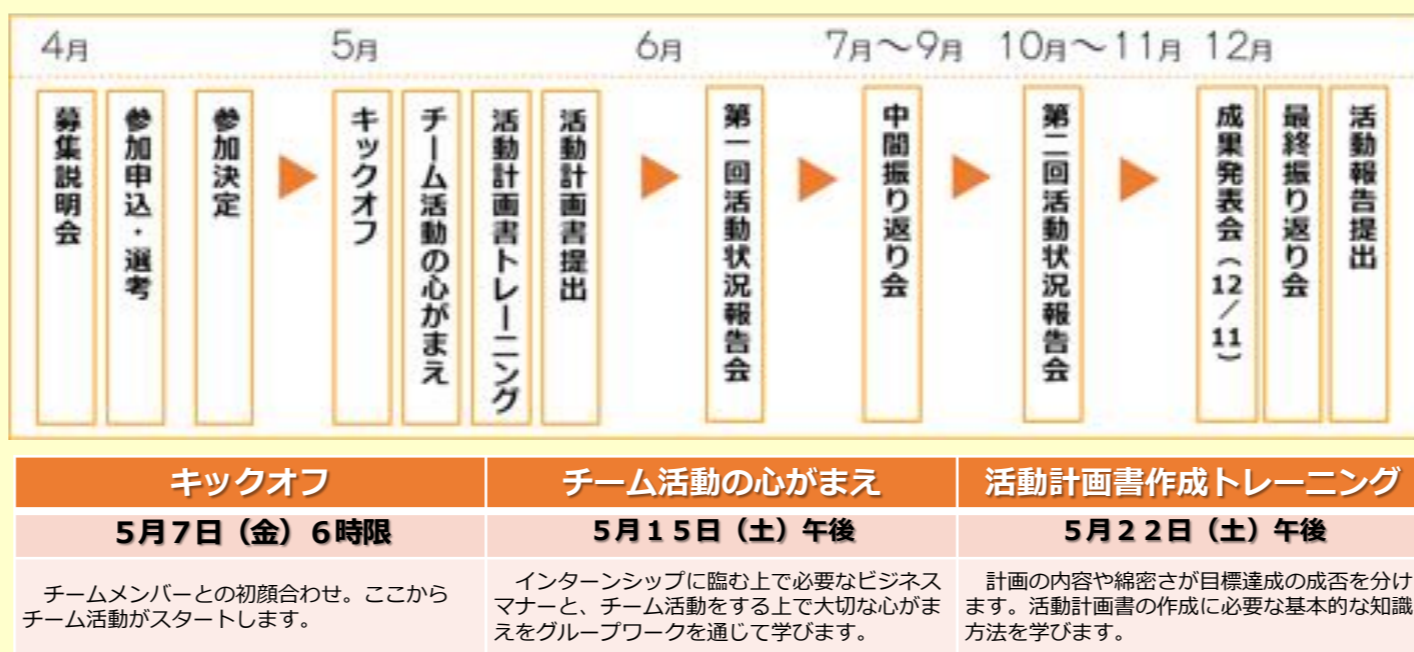 4月
5月
6月
7月～9月
10月～11月
12月
募集説明会
参加申込・選考
参加決定
キックオフ
チーム活動の心がまえ
活動計画書トレーニング
活動計画書提出
第一回活動状況報告会
中間振り返り会
第二回活動状況報告会
成果発表会（12／11）
最終振り返り会
活動報告提出
キックオフ
５月７日（金）６時限
チームメンバーとの初顔合わせ。ここから
チーム活動がスタートします。
チーム活動の心がまえ
５月１５日（土）午後
インターンシップに臨む上で必要なビジネス
マナーと、チーム活動をする上で大切な心がま
えをグループワークを通じて学びます。
活動計画書作成トレーニング
５月２２日（土）午後
計画の内容や綿密さが目標達成の成否を分け
ます。活動計画書の作成に必要な基本的な知識
方法を学びます。